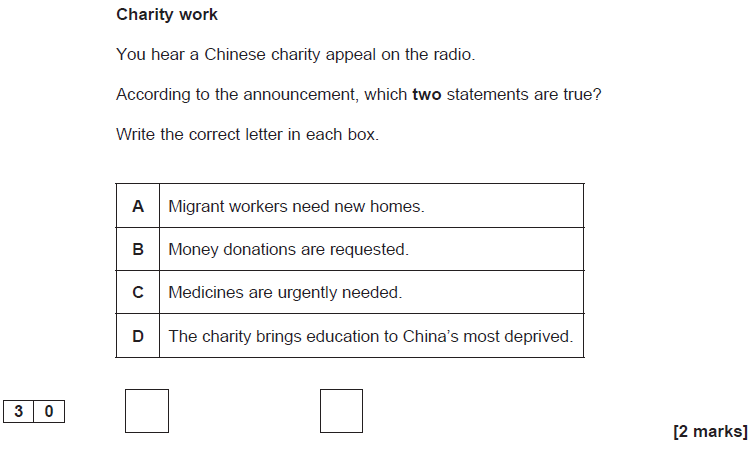 Charity work
You hear a Chinese charity appeal on the radio.
According to the announcement, which two statements are true?
Write the correct letter in each box.
A Migrant workers need new homes.
B Money donations are requested.
C Medicines are urgently needed.
D The charity brings education to China's most deprived.
3 0
[2 marks]